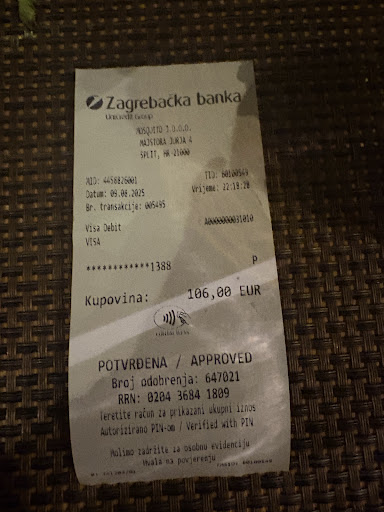 Zagrebačka banka
UniCredit Group
MOSQUITO J.D.O.O.
MAJSTORA JURJA 4
SPLIT, HR-21000
MID: 4458826001 TID: 60100549
Datum: 09.08.2025 Vrijeme: 22:18:20
Br. transakcije: 005495
Visa Debit A0000000031010
VISA
************1388 P
Kupovina: 106,00 EUR
POTVRĐENA / APPROVED
Broj odobrenja: 647021
RRN: 0204 3684 1809
Teretite račun za prikazani ukupni iznos
Autorizirano PIN-om / Verified with PIN
Molimo zadržite za osobnu evidenciju
Hvala na povjerenju